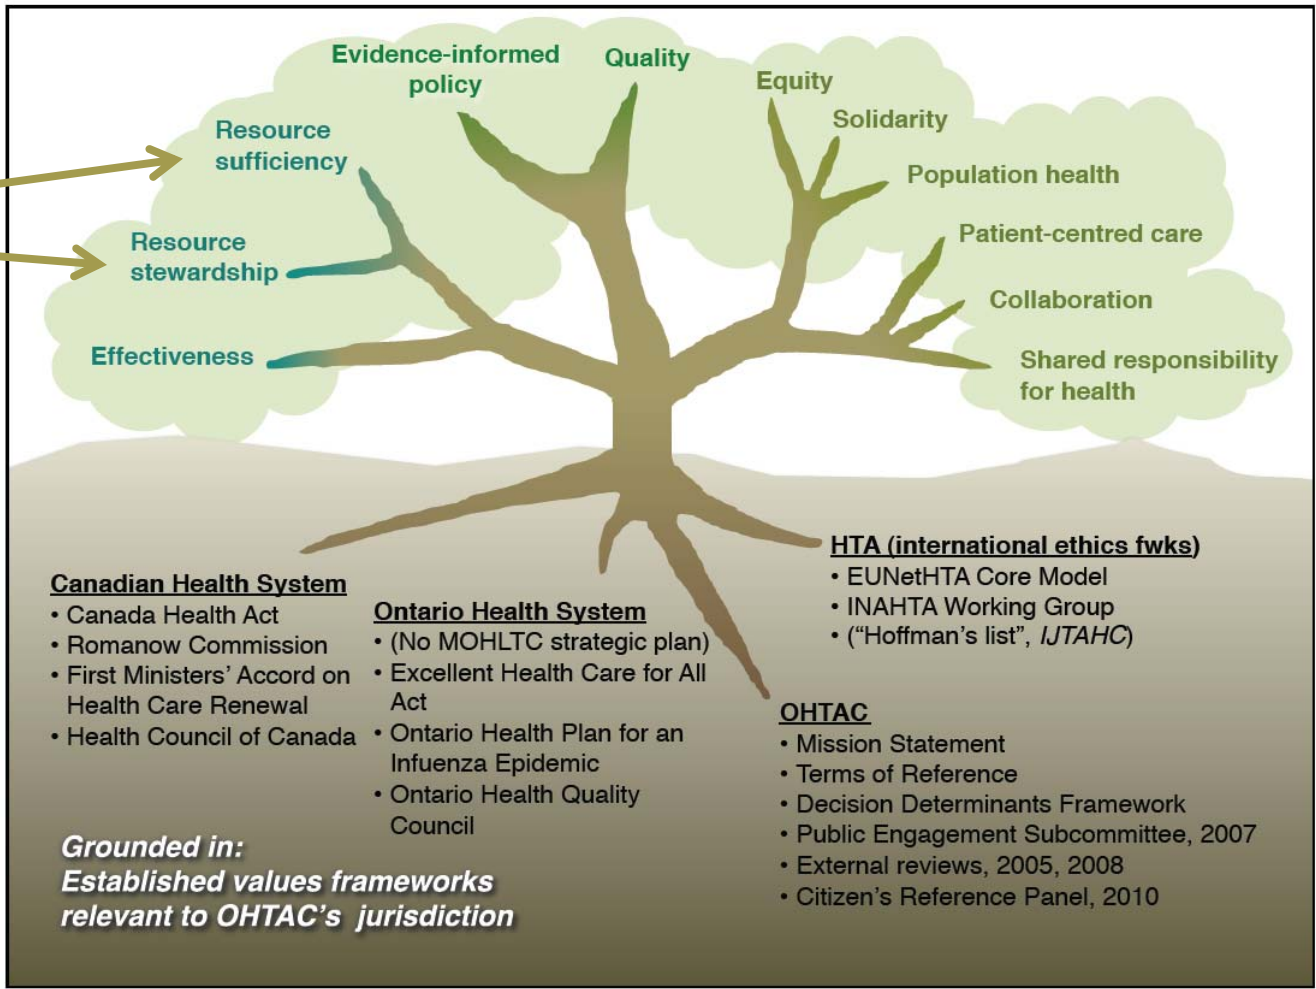 Evidence-informed
policy
Quality
Equity
Solidarity
Resource
sufficiency
Population health
Resource
stewardship
Patient-centred care
Collaboration
Effectiveness
Shared responsibility
for health
Canadian Health System
• Canada Health Act
• Romanow Commission
• First Ministers' Accord on
Health Care Renewal
• Health Council of Canada
Ontario Health System
• (No MOHLTC strategic plan)
• Excellent Health Care for All
Act
• Ontario Health Plan for an
Infuenza Epidemic
• Ontario Health Quality
Council
HTA (international ethics fwks)
• EUNetHTA Core Model
• INAHTA Working Group
• (“Hoffman's list”, IJTAHC)
OHTAC
• Mission Statement
• Terms of Reference
• Decision Determinants Framework
• Public Engagement Subcommittee, 2007
• External reviews, 2005, 2008
• Citizen's Reference Panel, 2010
Grounded in:
Established values frameworks
relevant to OHTAC's jurisdiction